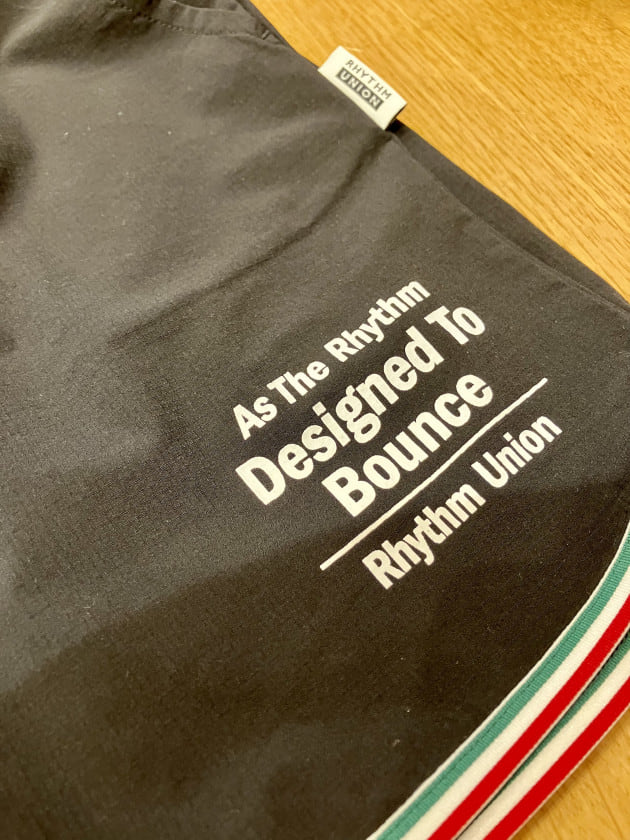 RHYTHM
UNION
As The Rhythm
Designed To
Bounce
Rhythm Union